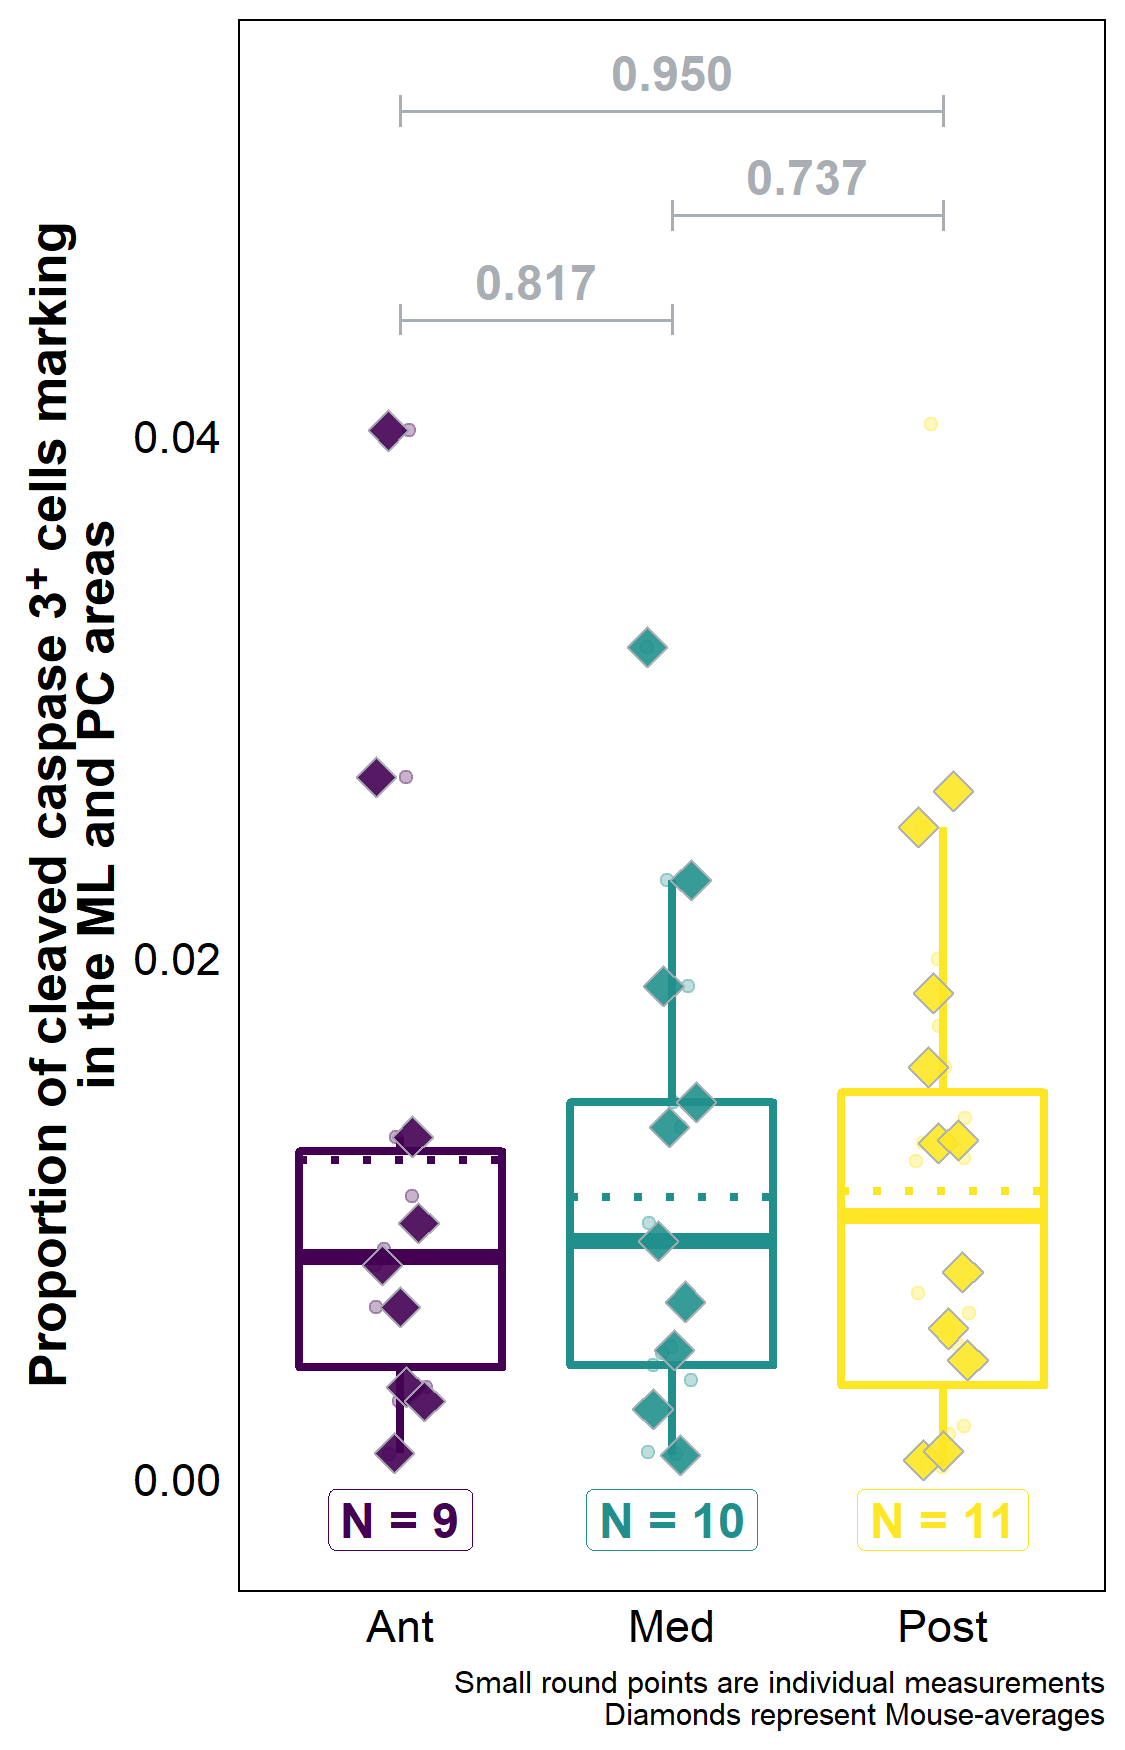 0.950
0.737
0.817
Proportion of cleaved caspase 3⁺ cells marking
in the ML and PC areas
0.04
0.02
0.00
N = 9
N = 10
N = 11
Ant
Med
Post
Small round points are individual measurements
Diamonds represent Mouse-averages